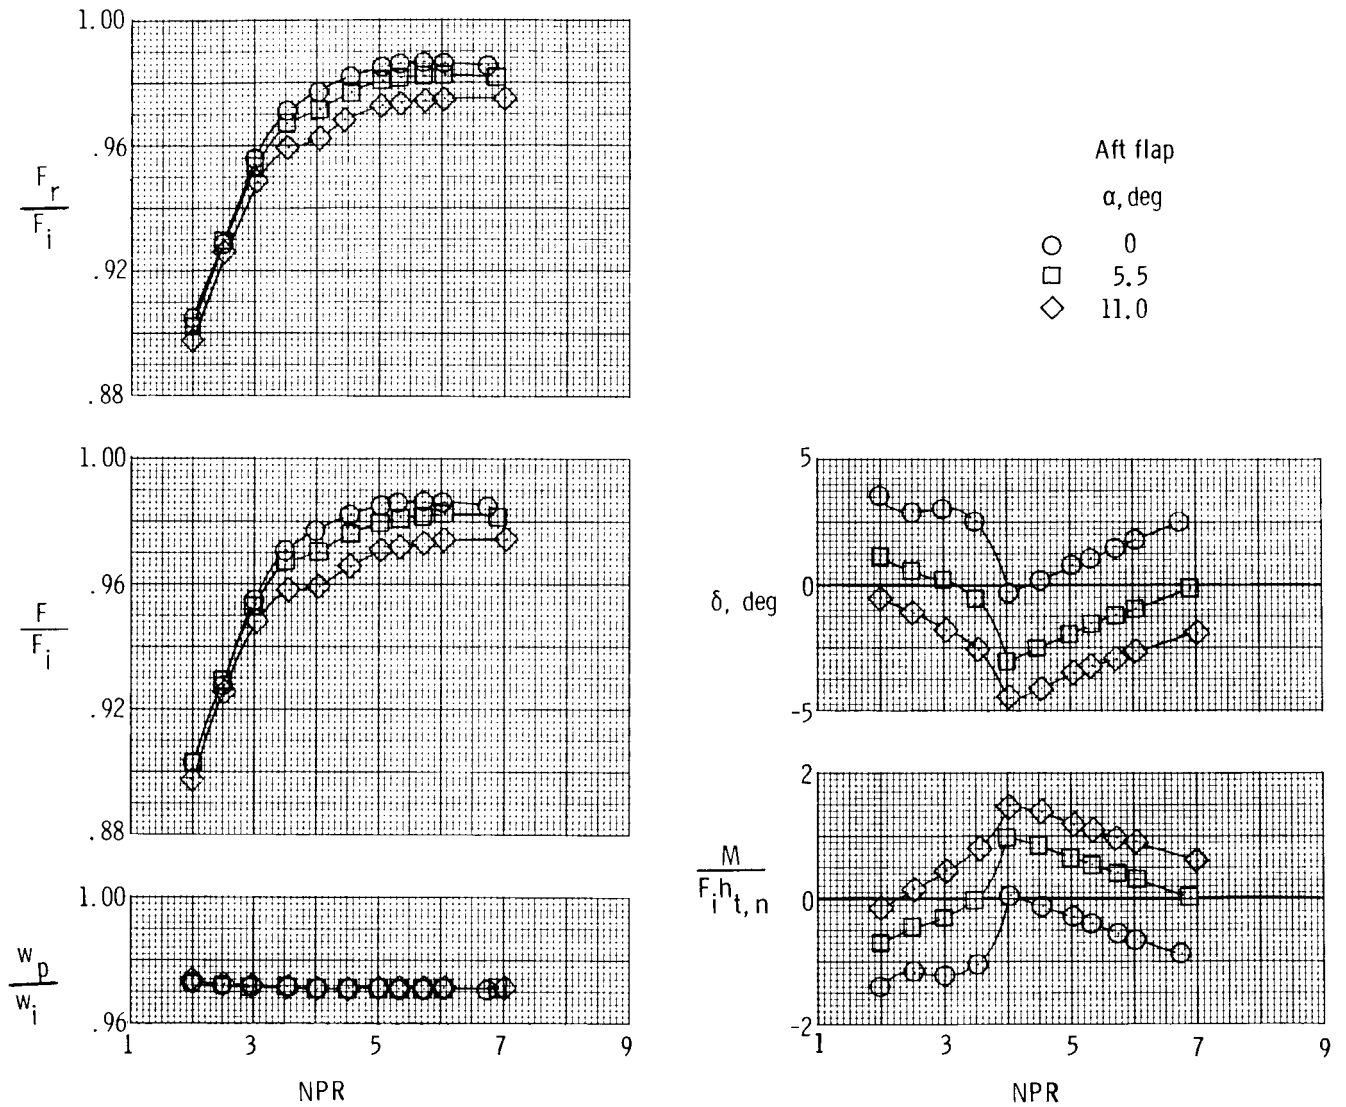 1.00
.96
.92
.88
F_r
F_i
Aft flap
α, deg
0
5.5
11.0
1.00
.96
.92
.88
F
F_i
5
0
-5
δ, deg
1.00
.96
w_p
w_i
1 3 5 7 9
NPR
2
0
-2
M
F_i h_t,n
1 3 5 7 9
NPR